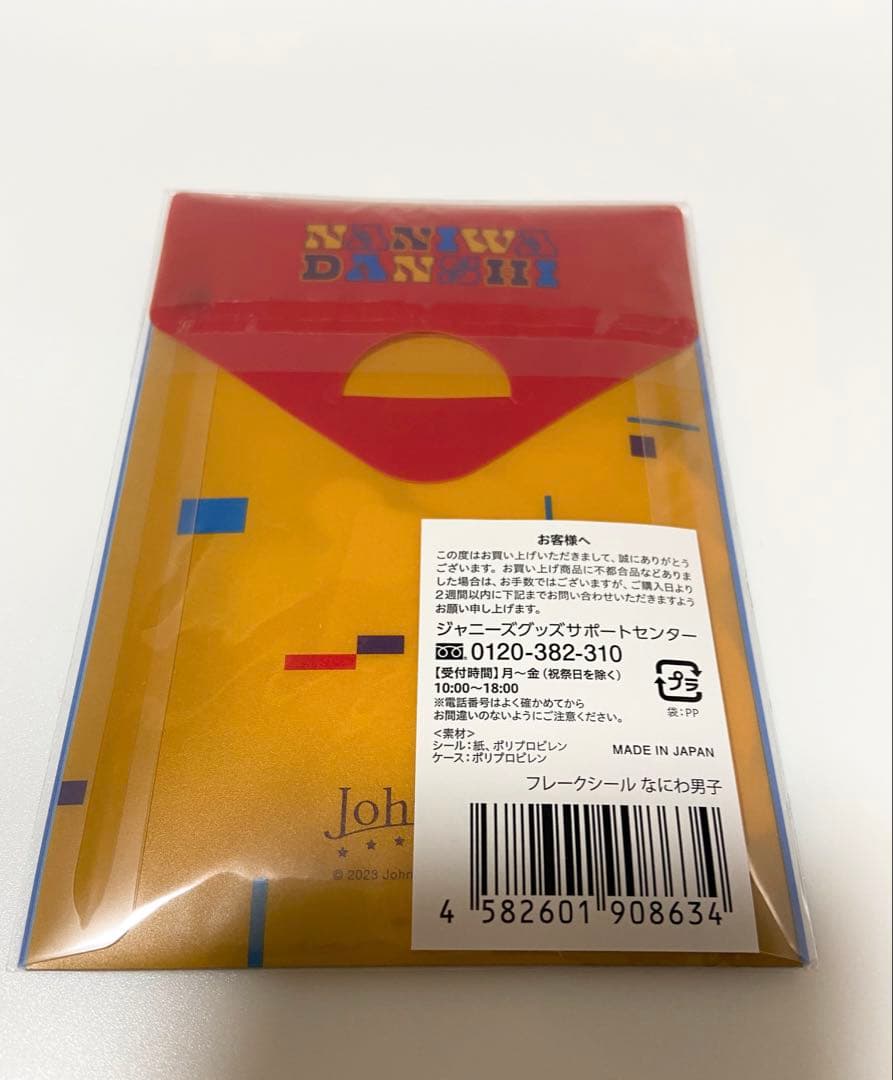 NANIWA
DANSHI
お客様へ
この度はお買い上げいただきまして、誠にありがとう
ございます。お買い上げ商品に不都合品などありま
した場合は、お手数ではございますが、ご購入日より
2週間以内に下記までお問い合わせいただきますよう
お願い申し上げます。
ジャニーズグッズサポートセンター
0120-382-310
【受付時間】月〜金（祝祭日を除く）
10:00〜18:00
※電話番号はよく確かめてから
お間違いのないようにご注意ください。
プラ
袋：PP
<素材>
シール：紙、ポリプロピレン
ケース：ポリプロピレン
MADE IN JAPAN
フレークシール なにわ男子
4 582601 908634
Joh
© 2023 John